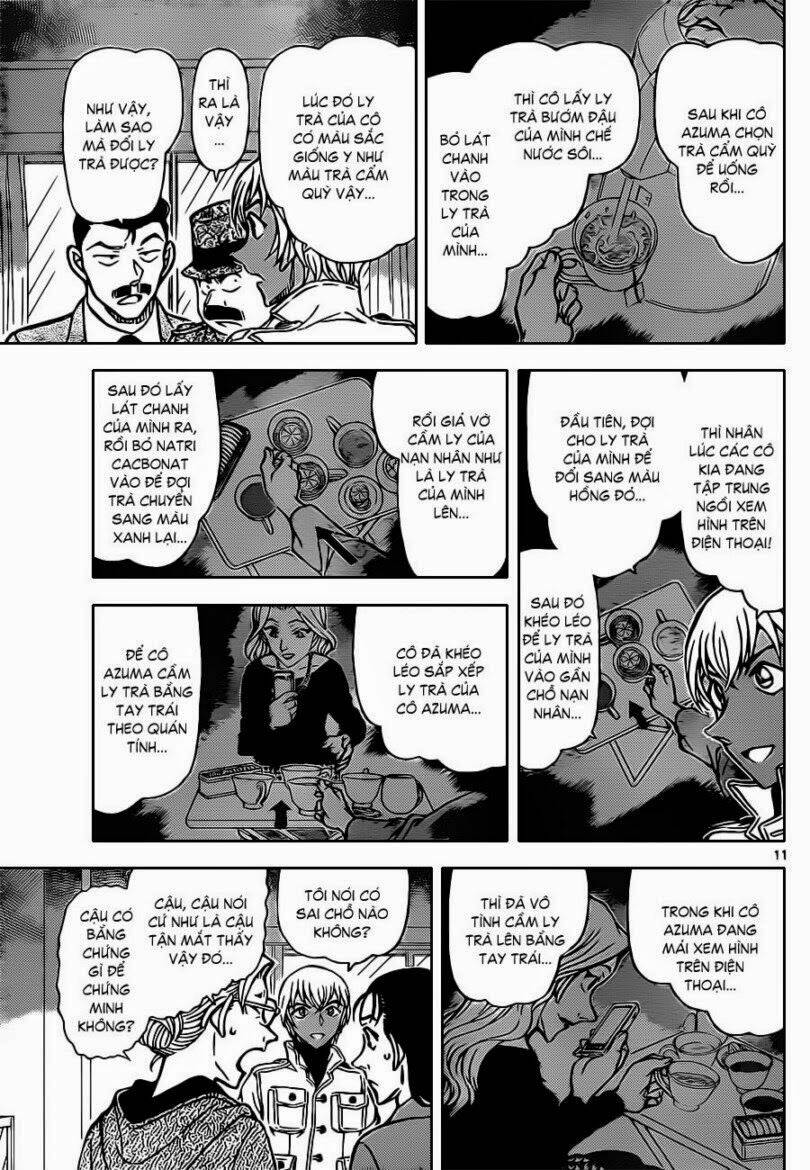 SAU KHI CÔ
AZUMA CHỌN
TRÀ CẨM QUỲ
ĐỂ UỐNG
RỒI...
THÌ CÔ LẤY LY
TRÀ BƯỚM ĐẬU
CỦA MÌNH CHẾ
NƯỚC SÔI...
BỎ LÁT
CHANH
VÀO
TRONG
LY TRÀ
CỦA
MÌNH...
LÚC ĐÓ LY
TRÀ CỦA CÔ
CÓ MÀU SẮC
GIỐNG Y NHƯ
MÀU TRÀ CẨM
QUỲ VẬY...
THÌ
RA LÀ
VẬY
...
NHƯ VẬY,
LÀM SAO
MÀ ĐỔI LY
TRÀ ĐƯỢC?
THÌ NHÂN
LÚC CÁC CÔ
KIA ĐANG
TẬP TRUNG
NGỒI XEM
HÌNH TRÊN
ĐIỆN THOẠI!
ĐẦU TIÊN, ĐỢI
CHO LY TRÀ
CỦA MÌNH ĐỂ
ĐỔI SANG MÀU
HỒNG ĐÓ...
SAU ĐÓ
KHÉO LÉO
ĐỂ LY TRÀ
CỦA MÌNH
VÀO GẦN
CHỖ NẠN
NHÂN...
RỒI GIẢ VỜ
CẦM LY CỦA
NẠN NHÂN NHƯ
LÀ LY TRÀ
CỦA MÌNH
LÊN...
SAU ĐÓ LẤY
LÁT CHANH
CỦA MÌNH RA,
RỒI BỎ NATRI
CACBONAT
VÀO ĐỂ ĐỢI
TRÀ CHUYỂN
SANG MÀU
XANH LẠI...
CÔ ĐÃ KHÉO
LÉO SẮP XẾP
LY TRÀ CỦA
CÔ AZUMA...
ĐỂ CÔ
AZUMA CẦM
LY TRÀ BẰNG
TAY TRÁI
THEO QUÁN
TÍNH...
11
TRONG KHI CÔ
AZUMA ĐANG
MẢI XEM HÌNH
TRÊN ĐIỆN
THOẠI...
THÌ ĐÃ VÔ
TÌNH CẦM LY
TRÀ LÊN BẰNG
TAY TRÁI...
TÔI NÓI CÓ
SAI CHỖ NÀO
KHÔNG?
CẬU, CẬU NÓI
CỨ NHƯ LÀ CẬU
TẬN MẮT THẤY
VẬY ĐÓ...
CẬU CÓ
BẰNG
CHỨNG
GÌ ĐỂ
CHỨNG
MINH
KHÔNG?